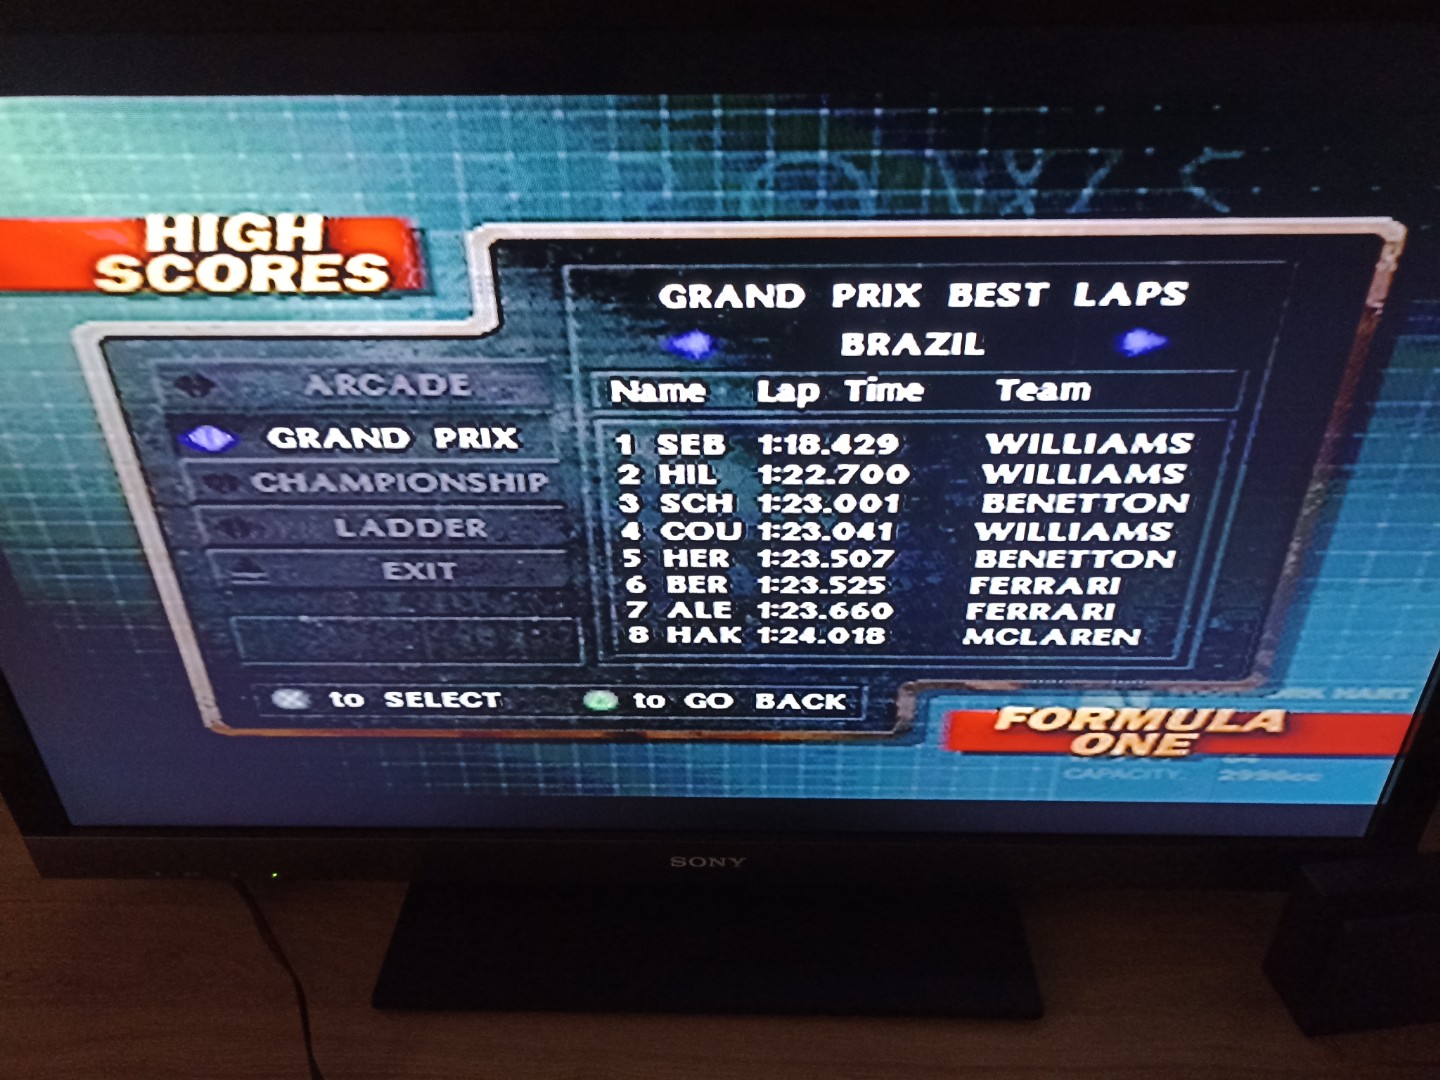 HIGH
SCORES
GRAND PRIX BEST LAPS
BRAZIL
Name Lap Time Team
1 SEB 1:18.429 WILLIAMS
2 HIL 1:22.700 WILLIAMS
3 SCH 1:23.001 BENETTON
4 COU 1:23.041 WILLIAMS
5 HER 1:23.507 BENETTON
6 BER 1:23.525 FERRARI
7 ALE 1:23.660 FERRARI
8 HAK 1:24.018 MCLAREN
ARCADE
GRAND PRIX
CHAMPIONSHIP
LADDER
EXIT
to SELECT to GO BACK
HART
FORMULA
ONE
CAPACITY:
SONY